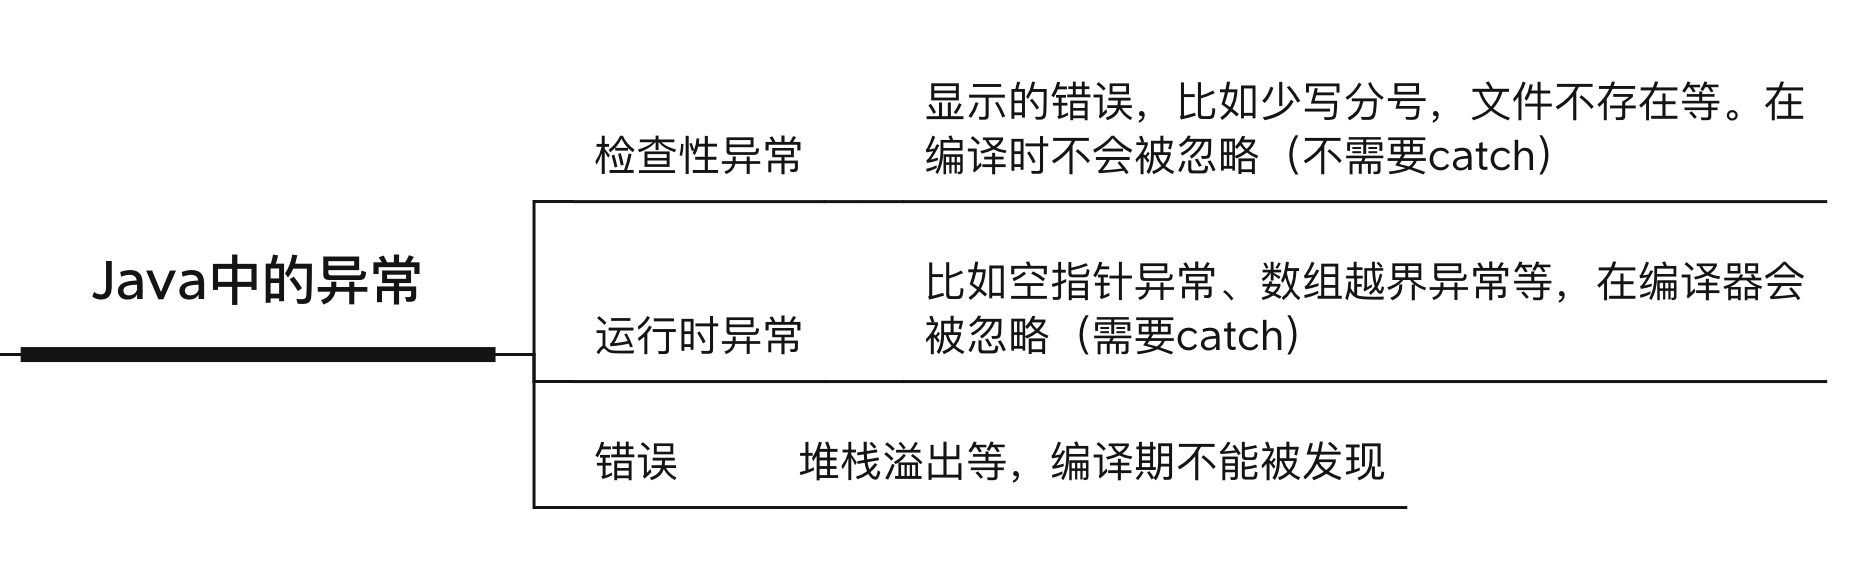 Java中的异常
检查性异常
显示的错误，比如少写分号，文件不存在等。在
编译时不会被忽略（不需要catch）
运行时异常
比如空指针异常、数组越界异常等，在编译器会
被忽略（需要catch）
错误
堆栈溢出等，编译期不能被发现